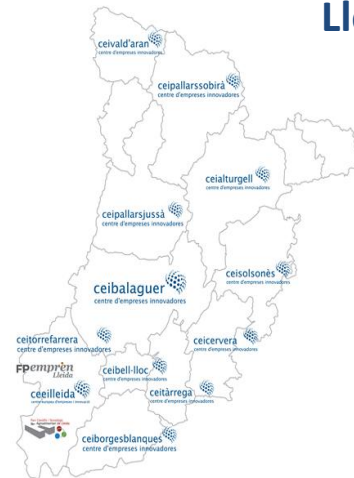 Lle
ceivald'aran
centre d'empreses innovadores
ceipallarssobirà
centre d'empreses innovadores
ceialturgell
centre d'empreses innovadores
ceipallarsjussà
centre d'empreses innovadores
ceisolsonès
centre d'empreses innovadores
ceibalaguer
centre d'empreses innovadores
ceitorrefarrera
centre d'empreses innovadores
ceicervera
centre d'empreses innovadores
FPemprèn
Lleida
ceibell-lloc
centre d'empreses innovadores
ceeilleida
ceitàrrega
centre d'empreses innovadores
ceiborgesblanques
centre d'empreses innovadores